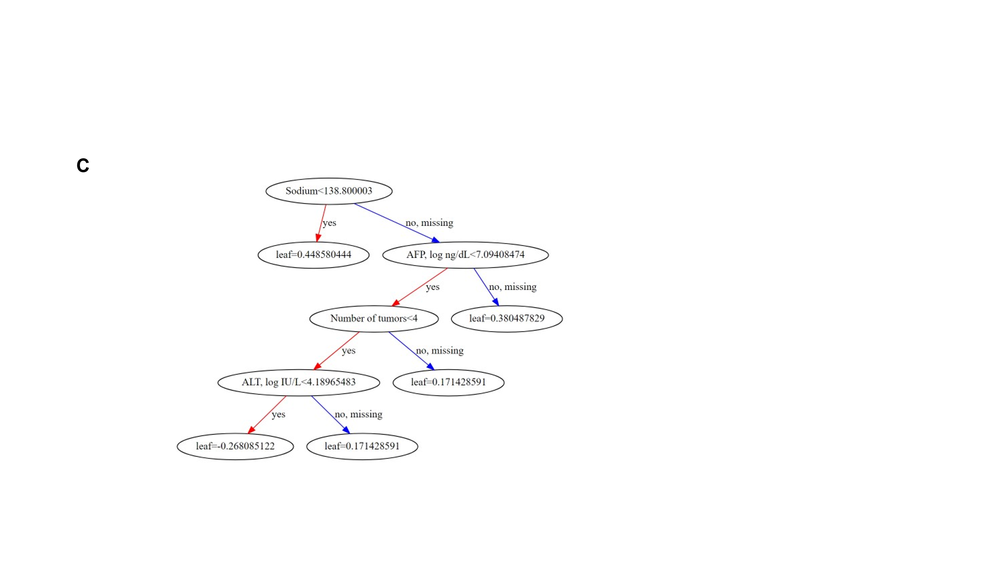 C
Sodium<138.800003
yes
no, missing
leaf=0.448580444
AFP, log ng/dL<7.09408474
yes
no, missing
Number of tumors<4
leaf=0.380487829
yes
no, missing
ALT, log IU/L<4.18965483
leaf=0.171428591
yes
no, missing
leaf=-0.268085122
leaf=0.171428591